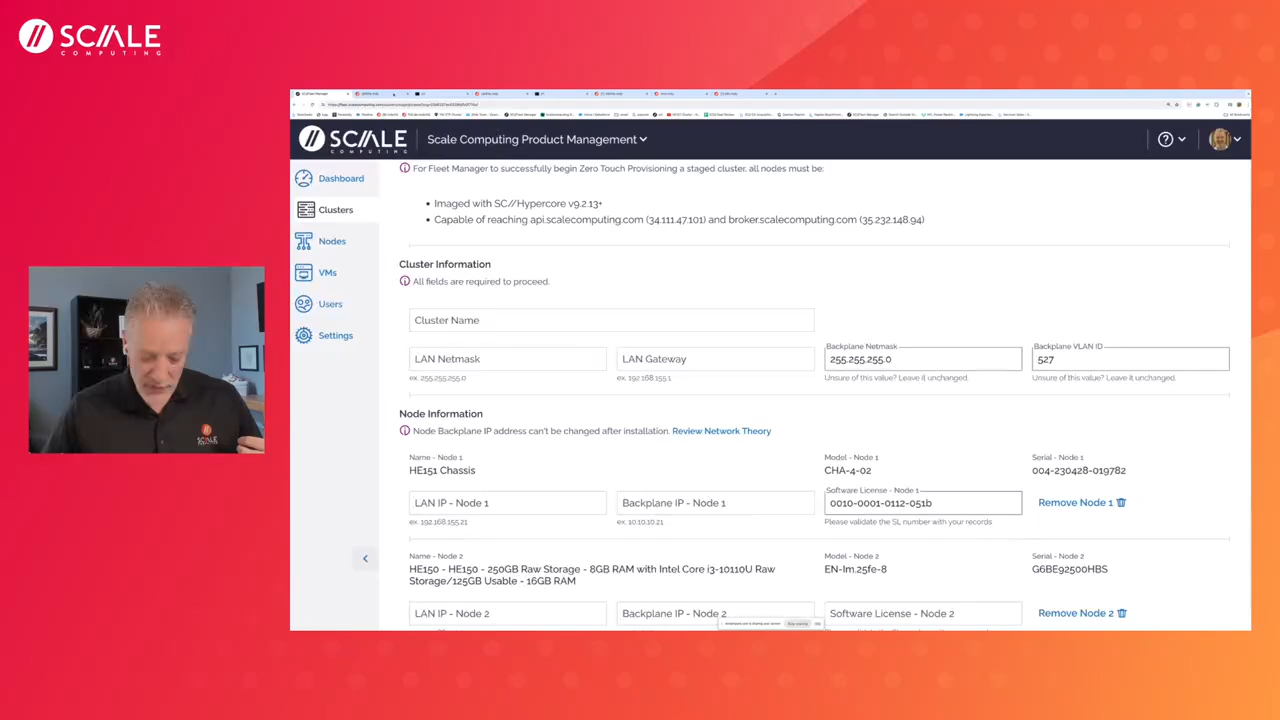 SCALE
COMPUTING
SCALE
COMPUTING
Scale Computing Product Management
Dashboard
Clusters
Nodes
VMs
Users
Settings
For Fleet Manager to successfully begin Zero Touch Provisioning a staged cluster, all nodes must be:
• Imaged with SC//Hypercore v9.2.13+
• Capable of reaching api.scalecomputing.com (34.111.47.101) and broker.scalecomputing.com (35.232.148.94)
Cluster Information
All fields are required to proceed.
Cluster Name
LAN Netmask
ex. 255.255.255.0
LAN Gateway
ex. 192.168.155.1
Backplane Netmask
255.255.255.0
Unsure of this value? Leave it unchanged.
Backplane VLAN ID
527
Unsure of this value? Leave it unchanged.
Node Information
Node Backplane IP address can't be changed after installation. Review Network Theory
Name - Node 1
HE151 Chassis
Model - Node 1
CHA-4-02
Serial - Node 1
004-230428-019782
LAN IP - Node 1
ex. 192.168.155.21
Backplane IP - Node 1
ex. 10.10.10.21
Software License - Node 1
0010-0001-0112-051b
Please validate the SL number with your records
Remove Node 1
Name - Node 2
HE150 - HE150 - 250GB Raw Storage - 8GB RAM with Intel Core i3-10110U Raw
Storage/125GB Usable - 16GB RAM
Model - Node 2
EN-Im.25fe-8
Serial - Node 2
G6BE92500HBS
LAN IP - Node 2
Backplane IP - Node 2
Software License - Node 2
Remove Node 2
SCALE